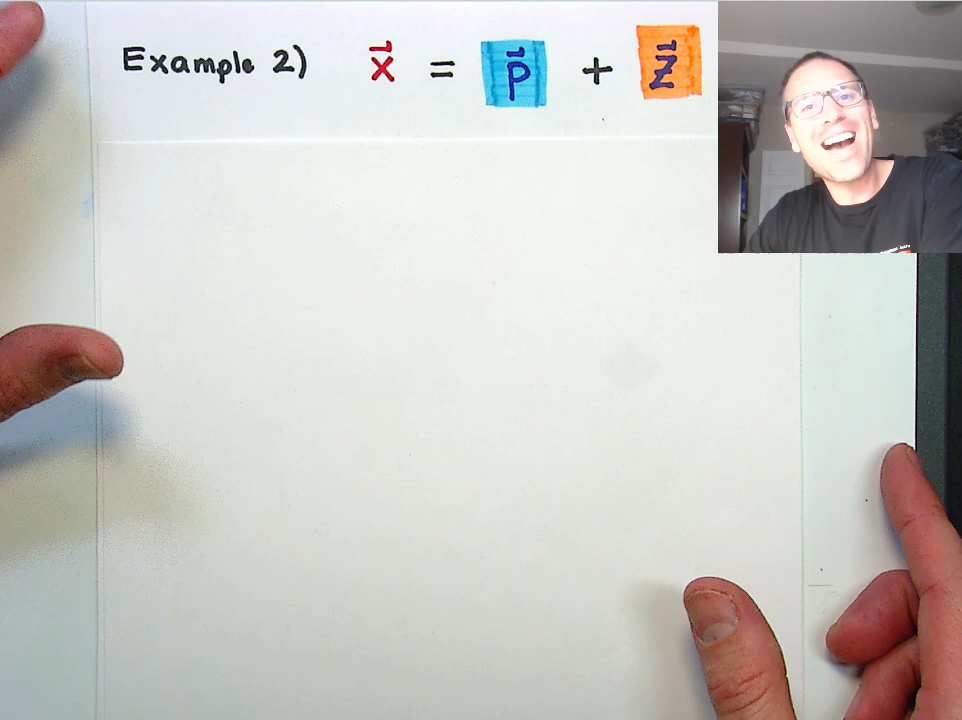 Example 2) x⃗ = p⃗ + z⃗